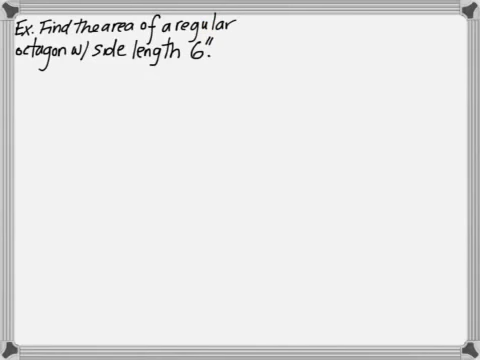 Ex. Find the area of a regular
octagon w/ side length 6".